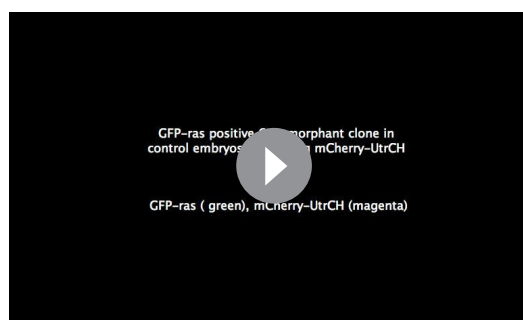 GFP-ras positive morphant clone in
control embryos mCherry-UtrCH
GFP-ras ( green), mCherry-UtrCH (magenta)